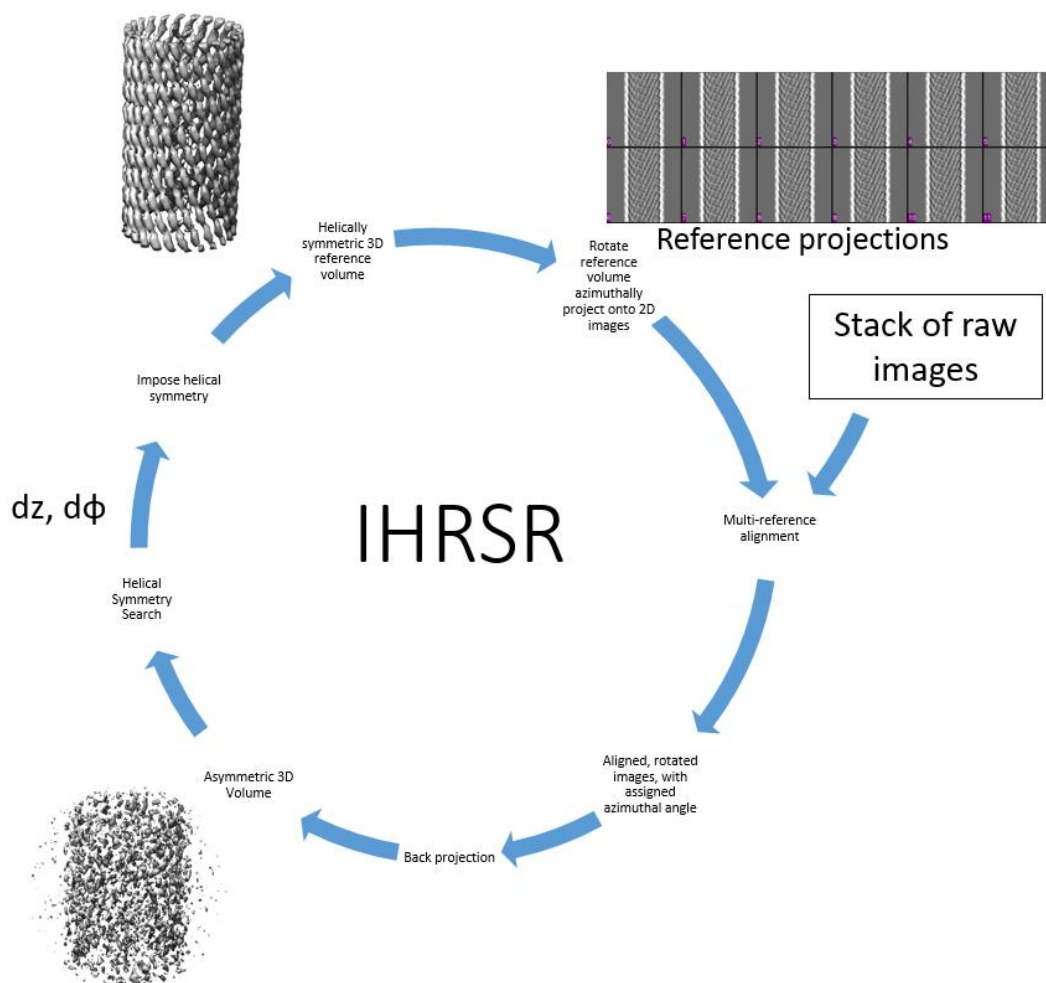 Helically
symmetric 3D
reference
volume
Rotate
reference
volume
azimuthally
project onto 2D
images
Reference projections
Stack of raw
images
Multi-reference
alignment
Aligned, rotated
images, with
assigned
azimuthal angle
Back projection
Asymmetric 3D
Volume
Helical
Symmetry
Search
dz, dϕ
Impose helical
symmetry
IHRSR